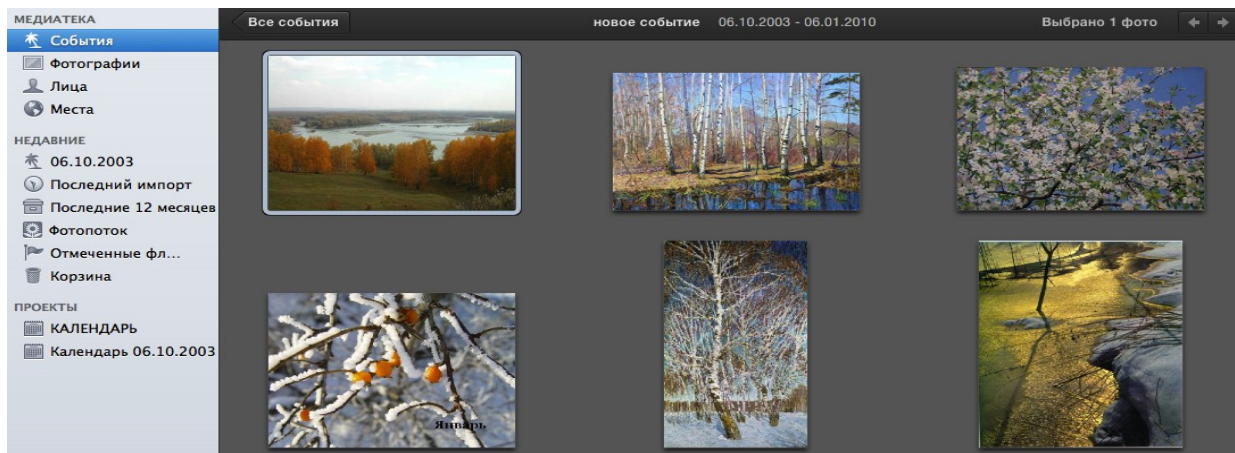 МЕДИАТЕКА
События
Фотографии
Лица
Места
НЕДАВНИЕ
06.10.2003
Последний импорт
Последние 12 месяцев
Фотопоток
Отмеченные фл...
Корзина
ПРОЕКТЫ
КАЛЕНДАРЬ
Календарь 06.10.2003
Все события
новое событие 06.10.2003 - 06.01.2010
Выбрано 1 фото
Январь